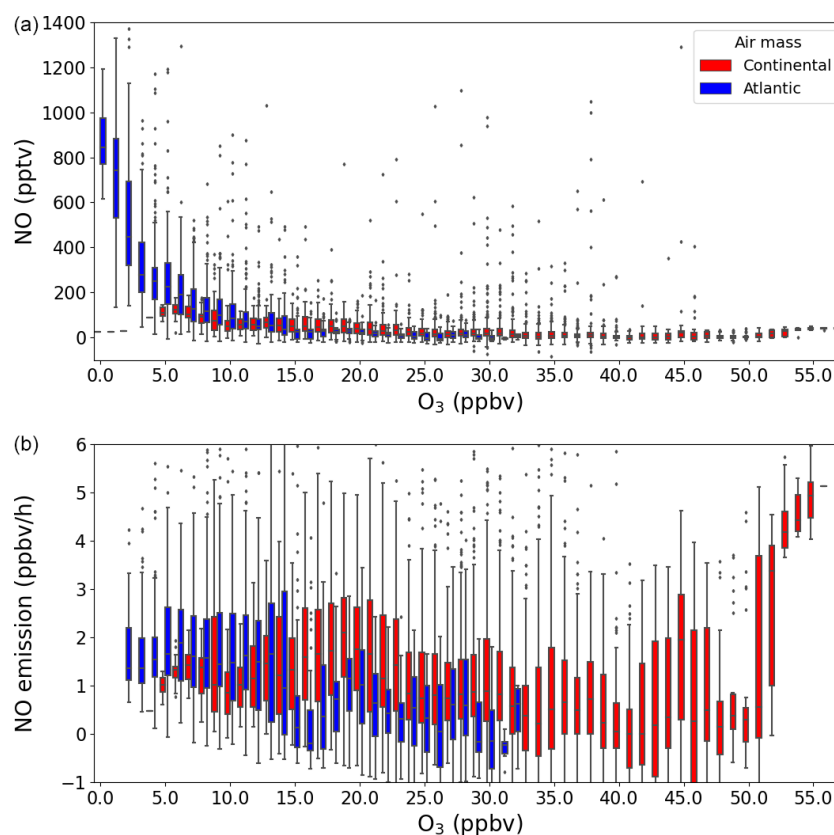 (a)
1400
1200
1000
800
600
400
200
0
NO (pptv)
Air mass
Continental
Atlantic
0.0 5.0 10.0 15.0 20.0 25.0 30.0 35.0 40.0 45.0 50.0 55.0
O₃ (ppbv)
(b)
6
5
4
3
2
1
0
−1
NO emission (ppbv/h)
0.0 5.0 10.0 15.0 20.0 25.0 30.0 35.0 40.0 45.0 50.0 55.0
O₃ (ppbv)